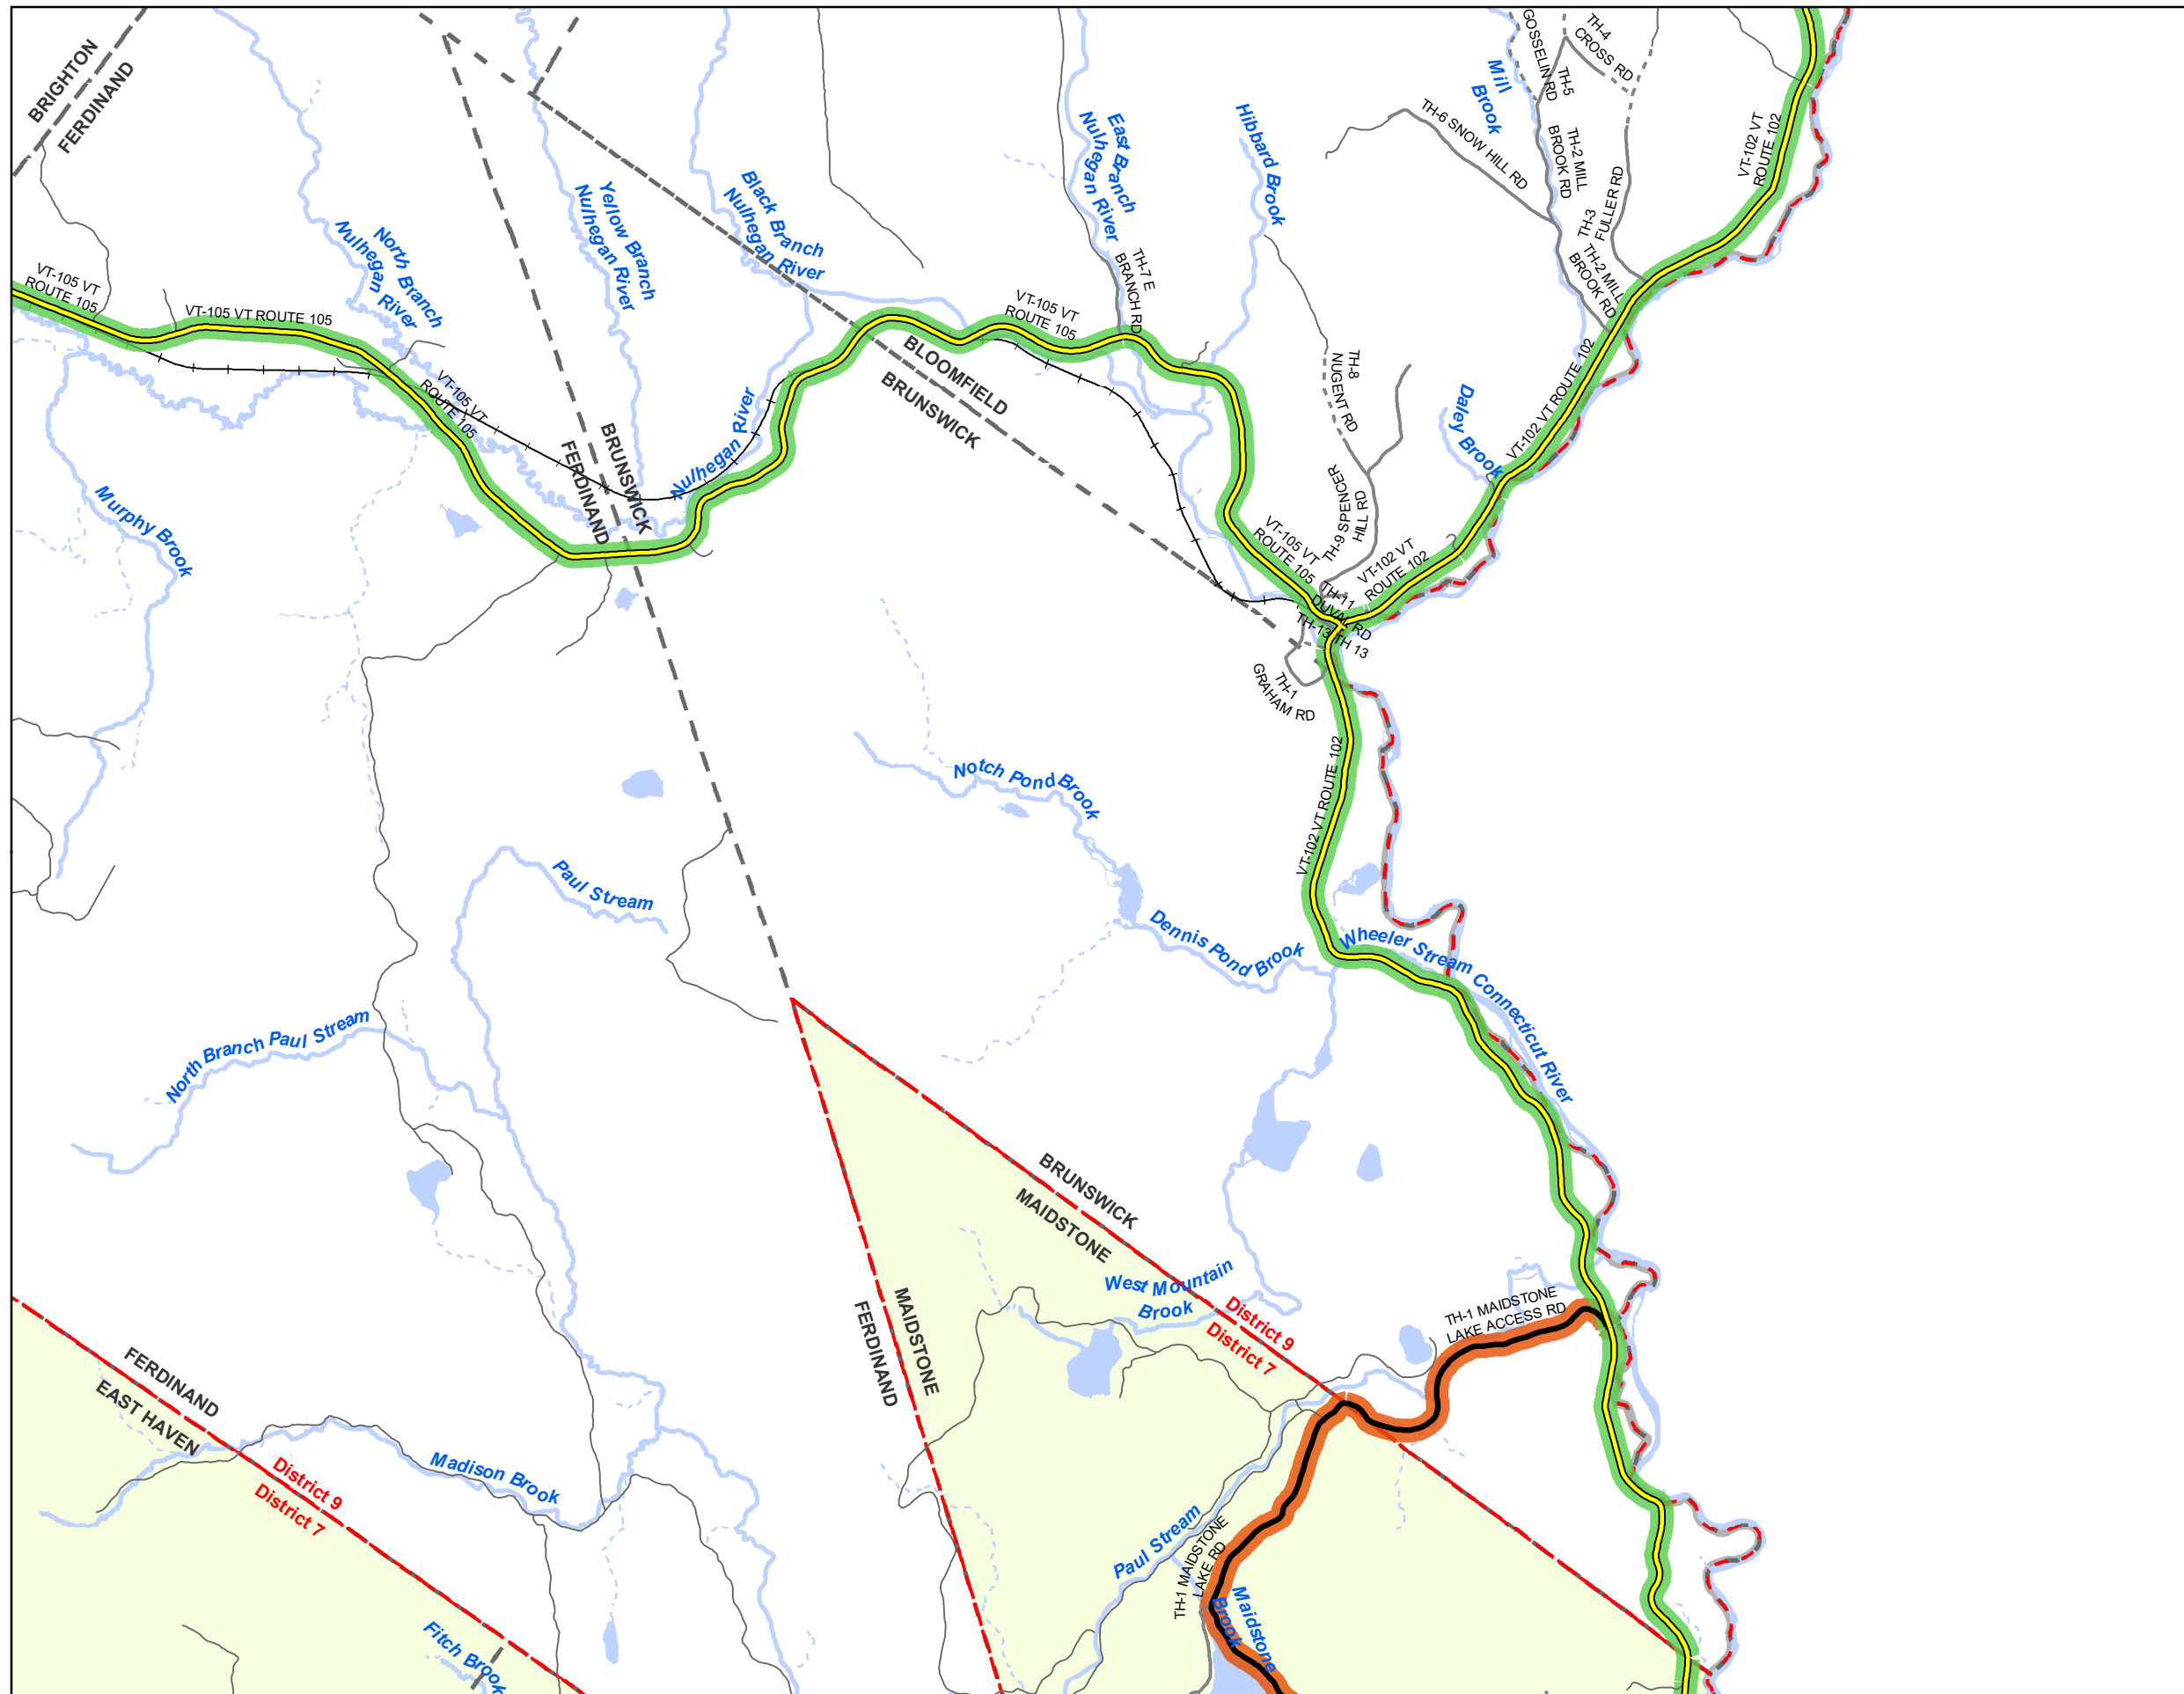 BRIGHTON
FERDINAND
GOSSELIN RD
TH-4
CROSS RD
TH-5
Mill
Brook
TH-6 SNOW HILL RD
TH-2 MILL
BROOK RD
TH-3
FULLER RD
TH-2 MILL
BROOK RD
VT-102 VT
ROUTE 102
Hibbard Brook
East Branch
Nulhegan River
TH-7 E
BRANCH RD
Black Branch
Nulhegan River
Yellow Branch
Nulhegan River
North Branch
Nulhegan River
VT-105 VT
ROUTE 105
VT-105 VT ROUTE 105
VT-105 VT
ROUTE 105
VT-105 VT
ROUTE 105
BLOOMFIELD
BRUNSWICK
TH-8
NUGENT RD
Daley Brook
VT-102 VT ROUTE 102
Nulhegan River
BRUNSWICK
FERDINAND
Murphy Brook
TH-9 SPENCER
HILL RD
VT-105 VT
ROUTE 105
VT-102 VT
ROUTE 102
TH-11
DUVAL RD
TH-13 TH 13
TH-1
GRAHAM RD
VT-102 VT ROUTE 102
Notch Pond Brook
Paul Stream
Dennis Pond Brook
Wheeler Stream Connecticut River
North Branch Paul Stream
BRUNSWICK
MAIDSTONE
West Mountain
Brook
District 9
District 7
TH-1 MAIDSTONE
LAKE ACCESS RD
MAIDSTONE
FERDINAND
FERDINAND
EAST HAVEN
District 9
District 7
Madison Brook
Paul Stream
TH-1 MAIDSTONE
LAKE RD
Maidstone
Brook
Fitch Brook